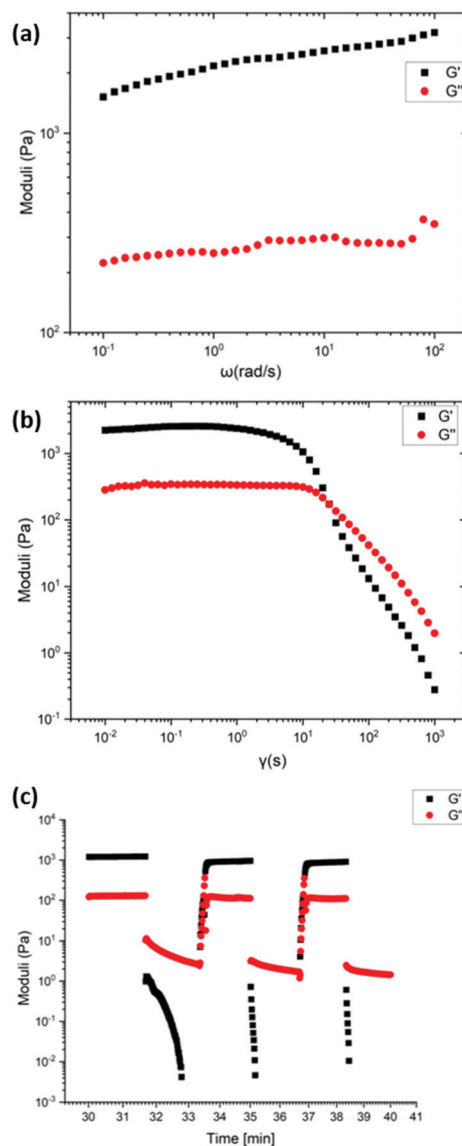 (a)
G'
G''
10³
10²
Moduli (Pa)
10⁻¹ 10⁰ 10¹ 10²
ω(rad/s)
(b)
G'
G''
10³
10²
10¹
10⁰
10⁻¹
Moduli (Pa)
10⁻² 10⁻¹ 10⁰ 10¹ 10² 10³
γ(s)
(c)
G'
G''
10⁴
10³
10²
10¹
10⁰
10⁻¹
10⁻²
10⁻³
Moduli (Pa)
30 31 32 33 34 35 36 37 38 39 40 41
Time [min]